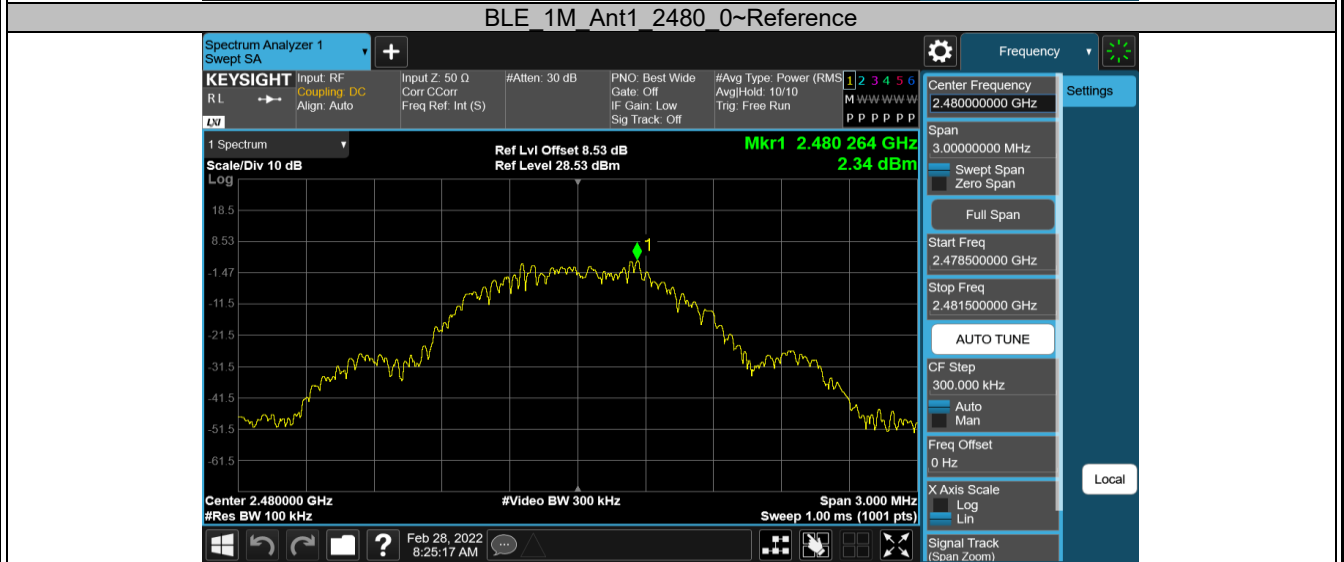 BLE_1M_Ant1_2480_0~Reference
Spectrum Analyzer 1
Swept SA
+
Frequency
KEYSIGHT
R L
LXI
Input: RF
Coupling: DC
Align: Auto
Input Z: 50 Ω
Corr CCorr
Freq Ref: Int (S)
#Atten: 30 dB
PNO: Best Wide
Gate: Off
IF Gain: Low
Sig Track: Off
#Avg Type: Power (RMS
Avg|Hold: 10/10
Trig: Free Run
1 2 3 4 5 6
M W W W W W
P P P P P P
1 Spectrum
Scale/Div 10 dB
Log
Ref Lvl Offset 8.53 dB
Ref Level 28.53 dBm
Mkr1 2.480 264 GHz
2.34 dBm
18.5
8.53
-1.47
-11.5
-21.5
-31.5
-41.5
-51.5
-61.5
1
Center 2.480000 GHz
#Res BW 100 kHz
#Video BW 300 kHz
Span 3.000 MHz
Sweep 1.00 ms (1001 pts)
?
Feb 28, 2022
8:25:17 AM
Center Frequency
2.480000000 GHz
Span
3.00000000 MHz
Swept Span
Zero Span
Full Span
Start Freq
2.478500000 GHz
Stop Freq
2.481500000 GHz
AUTO TUNE
CF Step
300.000 kHz
Auto
Man
Freq Offset
0 Hz
X Axis Scale
Log
Lin
Signal Track
(Span Zoom)
Settings
Local